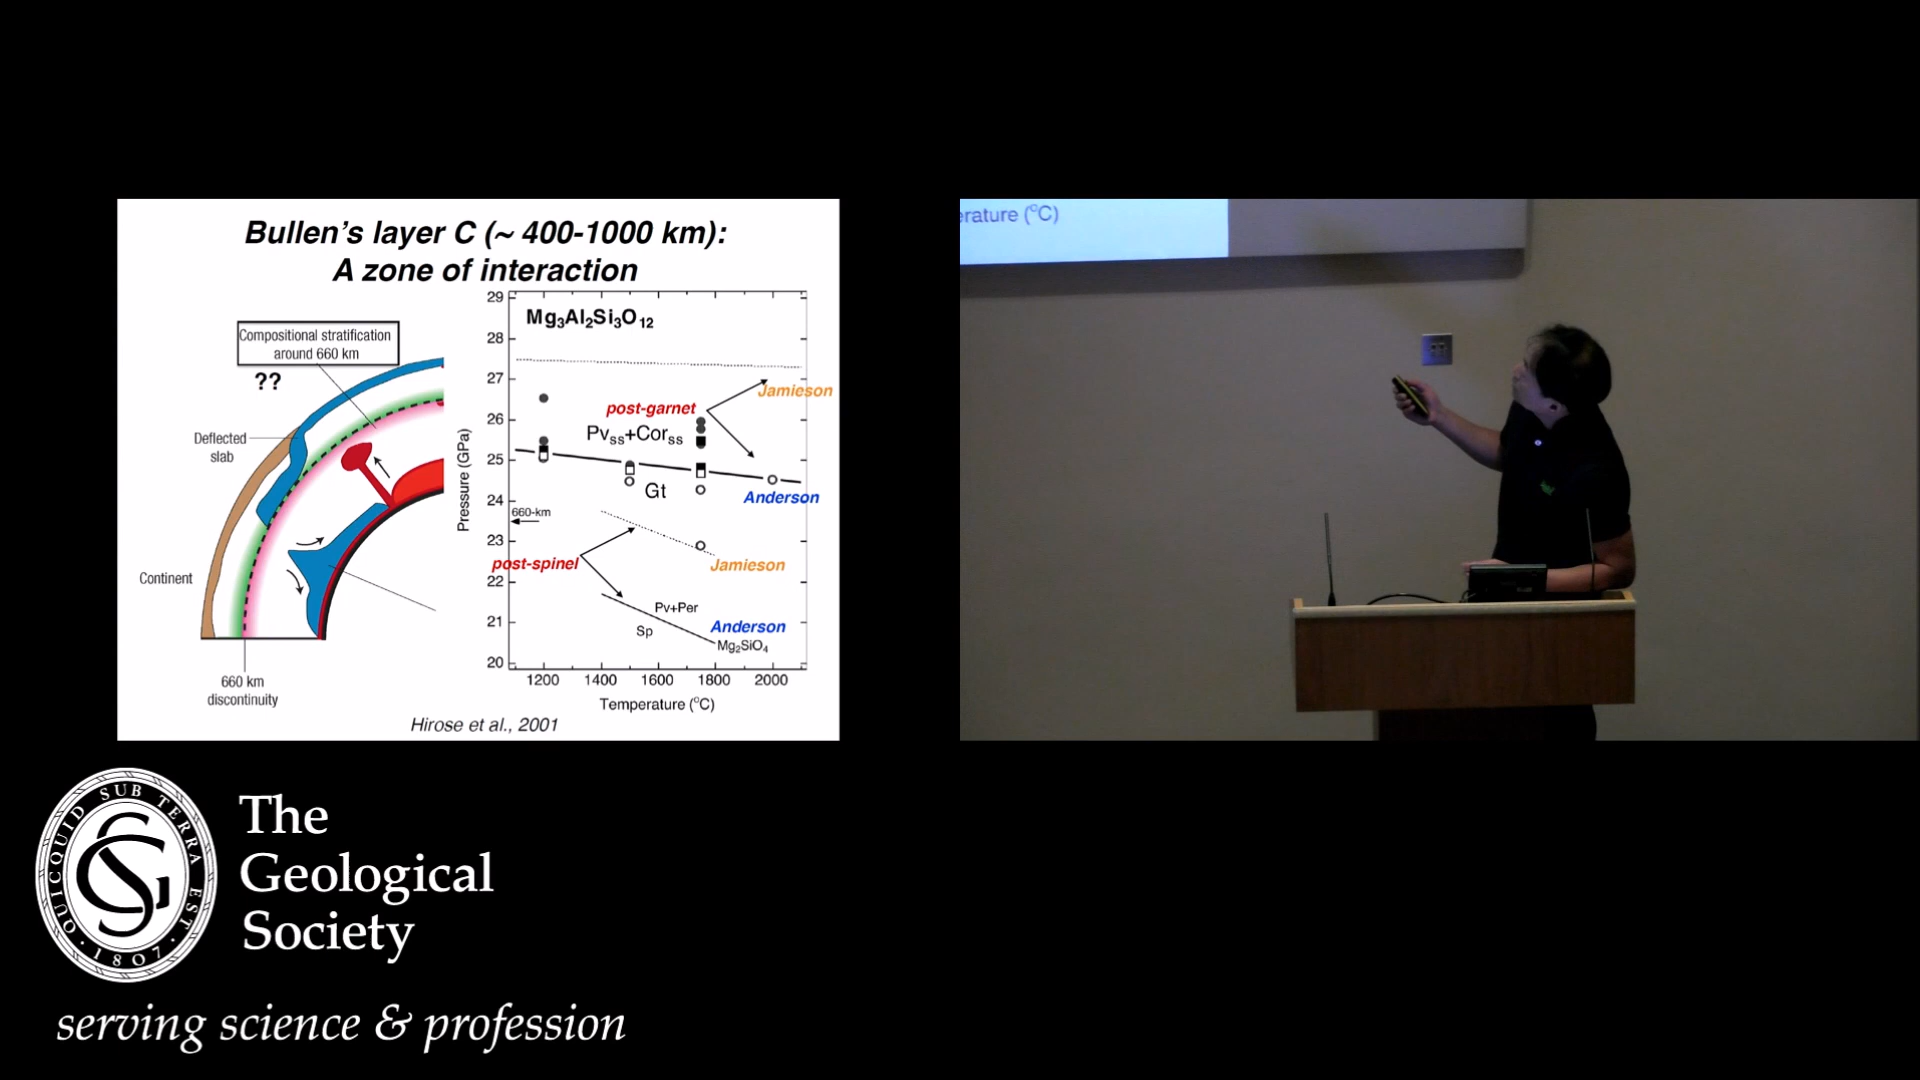 Bullen's layer C (~ 400-1000 km):
A zone of interaction
Compositional stratification
around 660 km
??
Deflected
slab
Continent
660 km
discontinuity
29
28
27
26
25
24
23
22
21
20
Pressure (GPa)
Mg3Al2Si3O12
Jamieson
post-garnet
Pvss+Corss
Gt
Anderson
660-km
post-spinel
Jamieson
Pv+Per
Sp
Anderson
Mg2SiO4
1200 1400 1600 1800 2000
Temperature (°C)
Hirose et al., 2001
erature (°C)
QUICQUID SUB TERRA EST
1807
GS
The
Geological
Society
serving science & profession